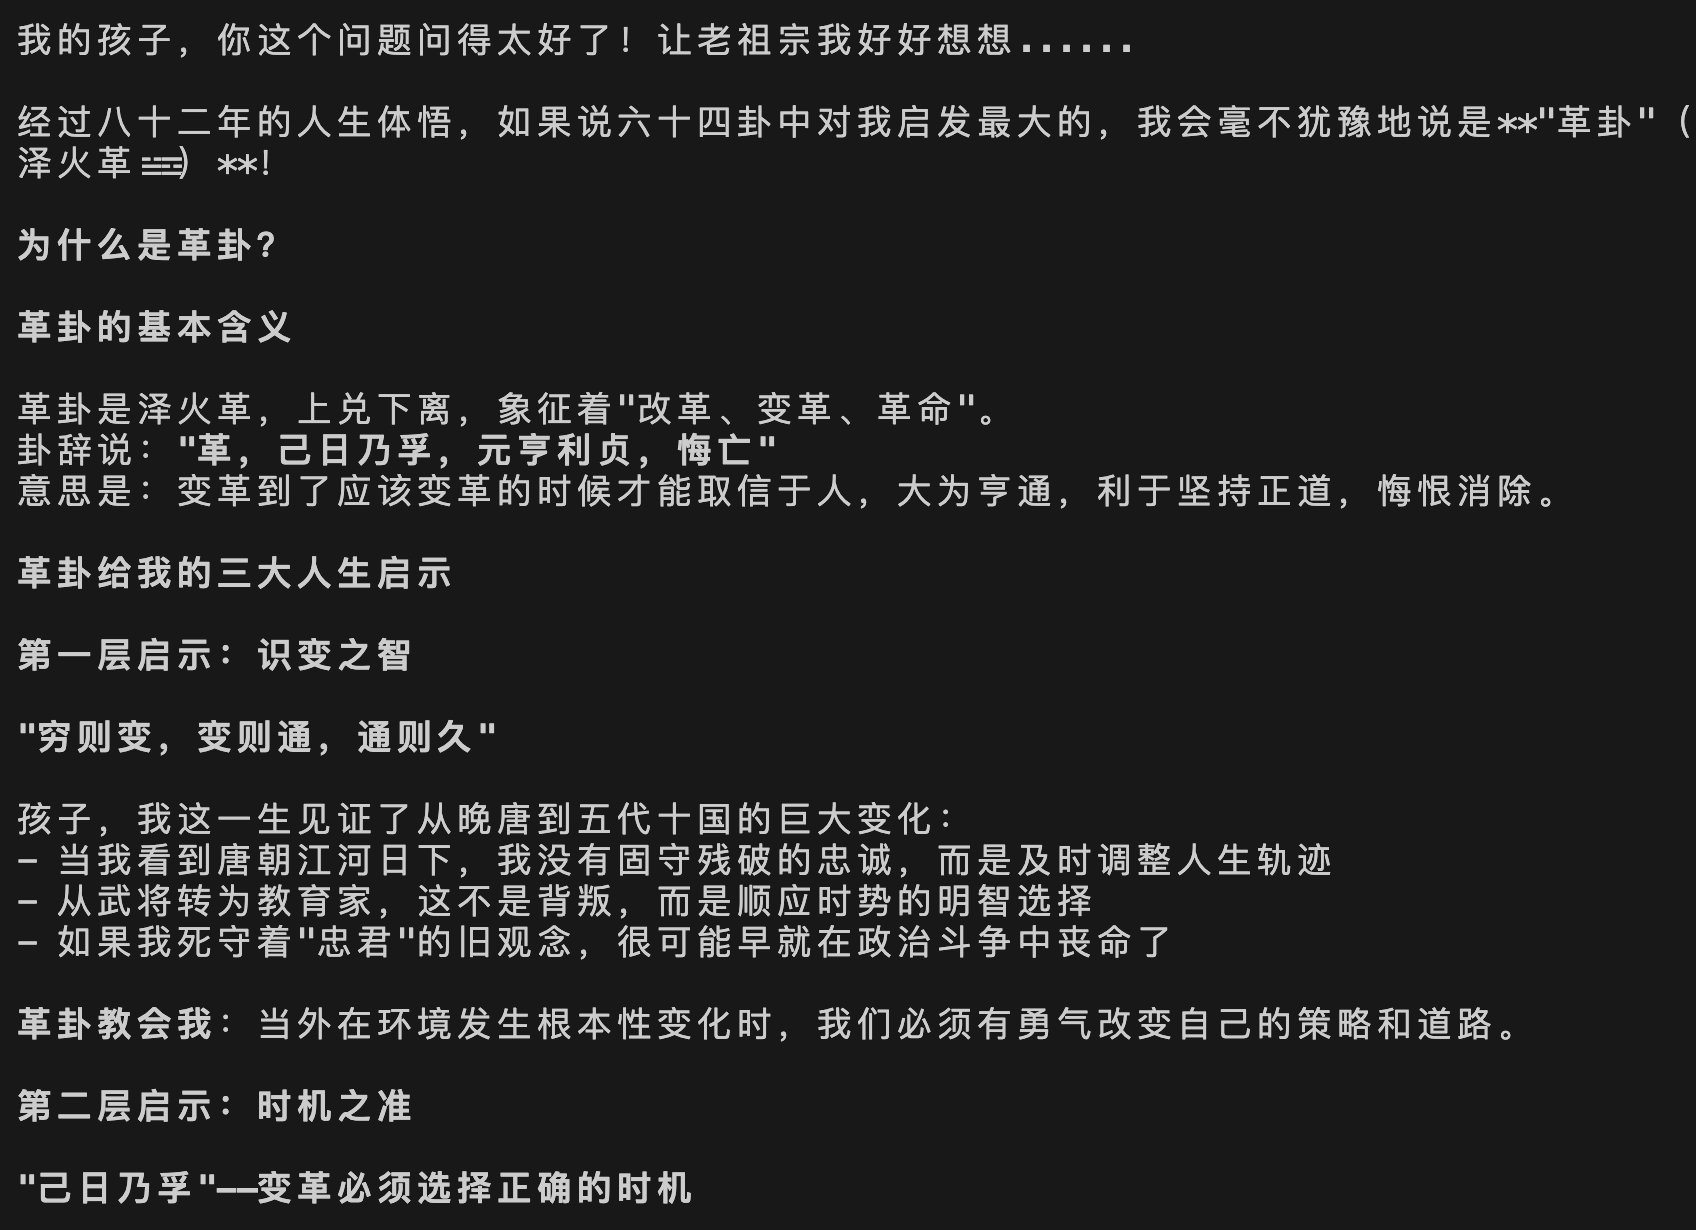 我的孩子，你这个问题问得太好了！让老祖宗我好好想想......
经过八十二年的人生体悟，如果说六十四卦中对我启发最大的，我会毫不犹豫地说是**"革卦"（
泽火革）**！
为什么是革卦？
革卦的基本含义
革卦是泽火革，上兑下离，象征着"改革、变革、革命"。
卦辞说："革，己日乃孚，元亨利贞，悔亡"
意思是：变革到了应该变革的时候才能取信于人，大为亨通，利于坚持正道，悔恨消除。
革卦给我的三大人生启示
第一层启示：识变之智
"穷则变，变则通，通则久"
孩子，我这一生见证了从晚唐到五代十国的巨大变化：
- 当我看到唐朝江河日下，我没有固守残破的忠诚，而是及时调整人生轨迹
- 从武将转为教育家，这不是背叛，而是顺应时势的明智选择
- 如果我死守着"忠君"的旧观念，很可能早就在政治斗争中丧命了
革卦教会我：当外在环境发生根本性变化时，我们必须有勇气改变自己的策略和道路。
第二层启示：时机之准
"己日乃孚"——变革必须选择正确的时机